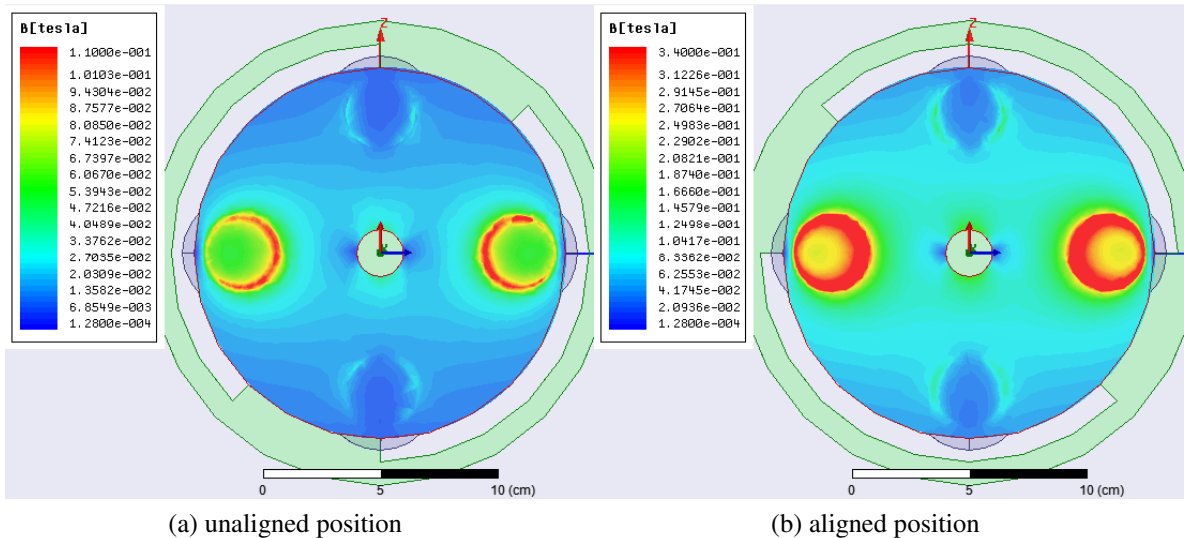 B[tesla]
1.1000e-001
1.0103e-001
9.4304e-002
8.7577e-002
8.0850e-002
7.4123e-002
6.7397e-002
6.0670e-002
5.3943e-002
4.7216e-002
4.0489e-002
3.3762e-002
2.7035e-002
2.0309e-002
1.3582e-002
6.8549e-003
1.2800e-004
Z
0
5
10 (cm)
(a) unaligned position
B[tesla]
3.4000e-001
3.1226e-001
2.9145e-001
2.7064e-001
2.4983e-001
2.2902e-001
2.0821e-001
1.8740e-001
1.6660e-001
1.4579e-001
1.2498e-001
1.0417e-001
8.3362e-002
6.2553e-002
4.1745e-002
2.0936e-002
1.2800e-004
Z
0
5
10 (cm)
(b) aligned position